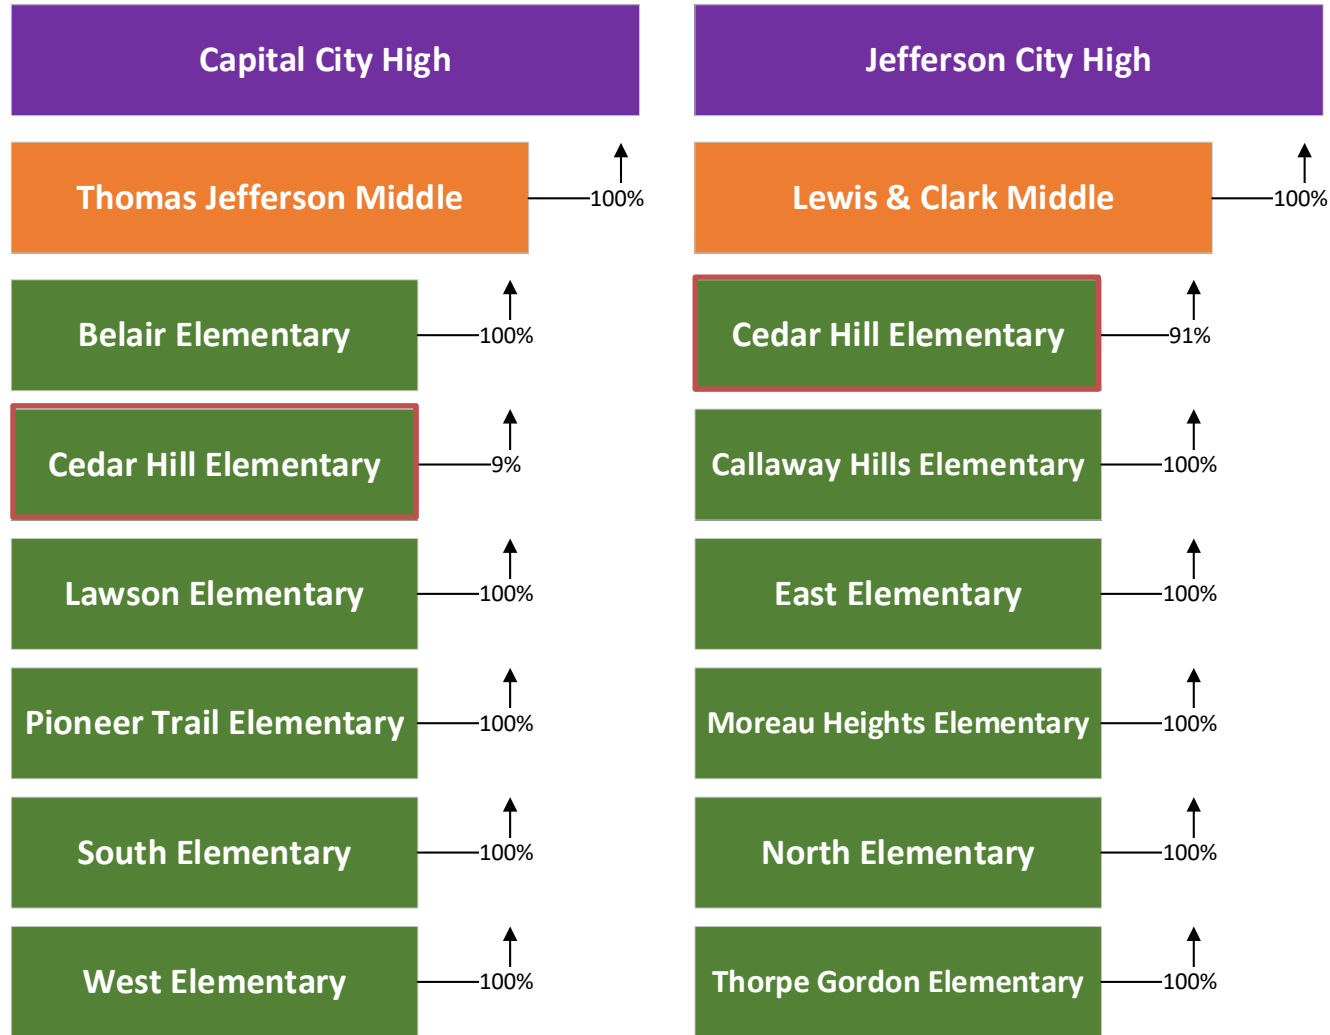 Capital City High
Thomas Jefferson Middle
100%
Belair Elementary
100%
Cedar Hill Elementary
9%
Lawson Elementary
100%
Pioneer Trail Elementary
100%
South Elementary
100%
West Elementary
100%
Jefferson City High
Lewis & Clark Middle
100%
Cedar Hill Elementary
91%
Callaway Hills Elementary
100%
East Elementary
100%
Moreau Heights Elementary
100%
North Elementary
100%
Thorpe Gordon Elementary
100%